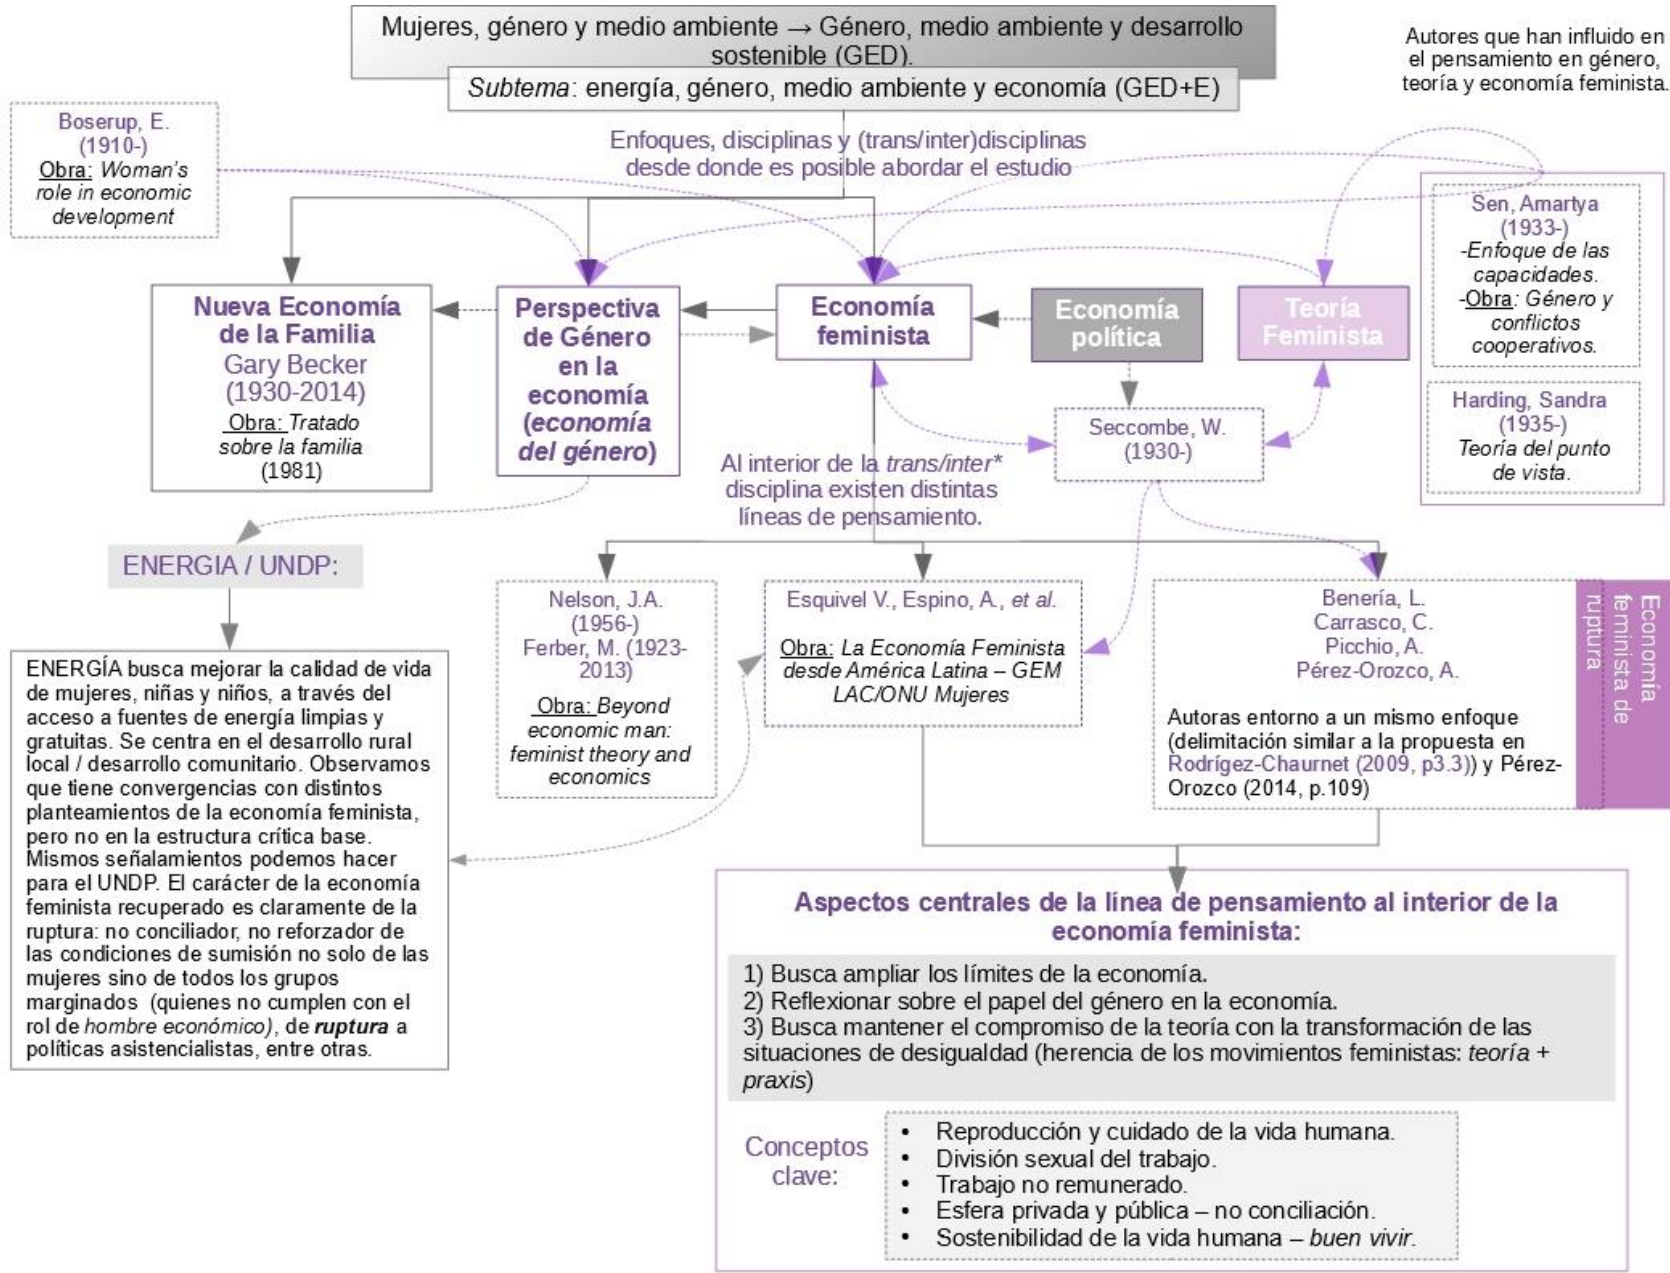 Mujeres, género y medio ambiente → Género, medio ambiente y desarrollo
sostenible (GED).
Subtema: energía, género, medio ambiente y economía (GED+E)
Autores que han influido en
el pensamiento en género,
teoría y economía feminista.
Boserup, E.
(1910-)
Obra: Woman's
role in economic
development
Enfoques, disciplinas y (trans/inter)disciplinas
desde donde es posible abordar el estudio
Sen, Amartya
(1933-)
-Enfoque de las
capacidades.
-Obra: Género y
conflictos
cooperativos.
Harding, Sandra
(1935-)
Teoría del punto
de vista.
Nueva Economía
de la Familia
Gary Becker
(1930-2014)
Obra: Tratado
sobre la familia
(1981)
Perspectiva
de Género
en la
economía
(economía
del género)
Economía
feminista
Economía
política
Teoría
Feminista
Seccombe, W.
(1930-)
Al interior de la trans/inter*
disciplina existen distintas
líneas de pensamiento.
ENERGIA / UNDP:
ENERGÍA busca mejorar la calidad de vida
de mujeres, niñas y niños, a través del
acceso a fuentes de energía limpias y
gratuitas. Se centra en el desarrollo rural
local / desarrollo comunitario. Observamos
que tiene convergencias con distintos
planteamientos de la economía feminista,
pero no en la estructura crítica base.
Mismos señalamientos podemos hacer
para el UNDP. El carácter de la economía
feminista recuperado es claramente de la
ruptura: no conciliador, no reforzador de
las condiciones de sumisión no solo de las
mujeres sino de todos los grupos
marginados (quienes no cumplen con el
rol de hombre económico), de ruptura a
políticas asistencialistas, entre otras.
Nelson, J.A.
(1956-)
Ferber, M. (1923-
2013)
Obra: Beyond
economic man:
feminist theory and
economics
Esquivel V., Espino, A., et al.
Obra: La Economía Feminista
desde América Latina – GEM
LAC/ONU Mujeres
Benería, L.
Carrasco, C.
Picchio, A.
Pérez-Orozco, A.
Autoras entorno a un mismo enfoque
(delimitación similar a la propuesta en
Rodrígez-Chaurnet (2009, p3.3)) y Pérez-
Orozco (2014, p.109)
Economía
feminista de
ruptura
Aspectos centrales de la línea de pensamiento al interior de la
economía feminista:
1) Busca ampliar los límites de la economía.
2) Reflexionar sobre el papel del género en la economía.
3) Busca mantener el compromiso de la teoría con la transformación de las
situaciones de desigualdad (herencia de los movimientos feministas: teoría +
praxis)
Conceptos
clave:
• Reproducción y cuidado de la vida humana.
• División sexual del trabajo.
• Trabajo no remunerado.
• Esfera privada y pública – no conciliación.
• Sostenibilidad de la vida humana – buen vivir.